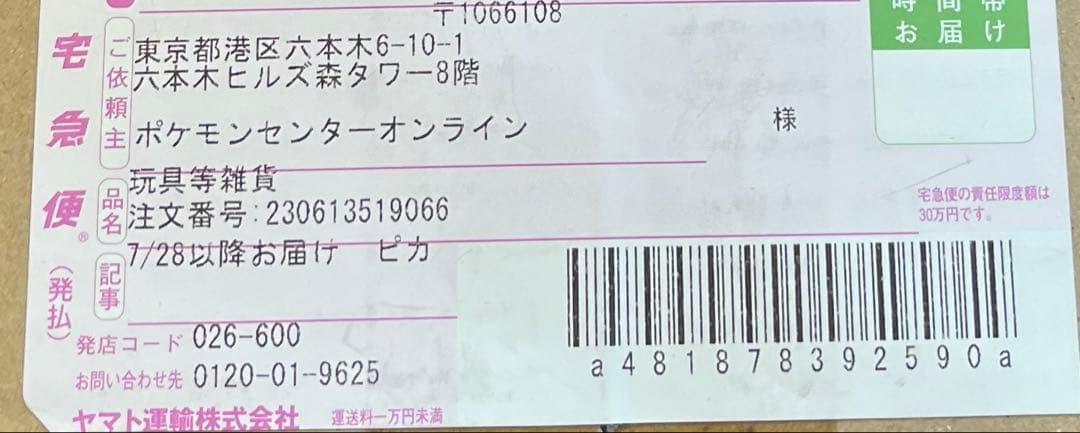 〒1066108
時間帯
お届け
宅急便®
(発払)
ご依頼主
東京都港区六本木6-10-1
六本木ヒルズ森タワー8階
ポケモンセンターオンライン 様
品名
玩具等雑貨
注文番号:230613519066
宅急便の責任限度額は
30万円です。
記事
7/28以降お届け ピカ
a481878392590a
発店コード 026-600
お問い合わせ先 0120-01-9625
ヤマト運輸株式会社 運送料一万円未満